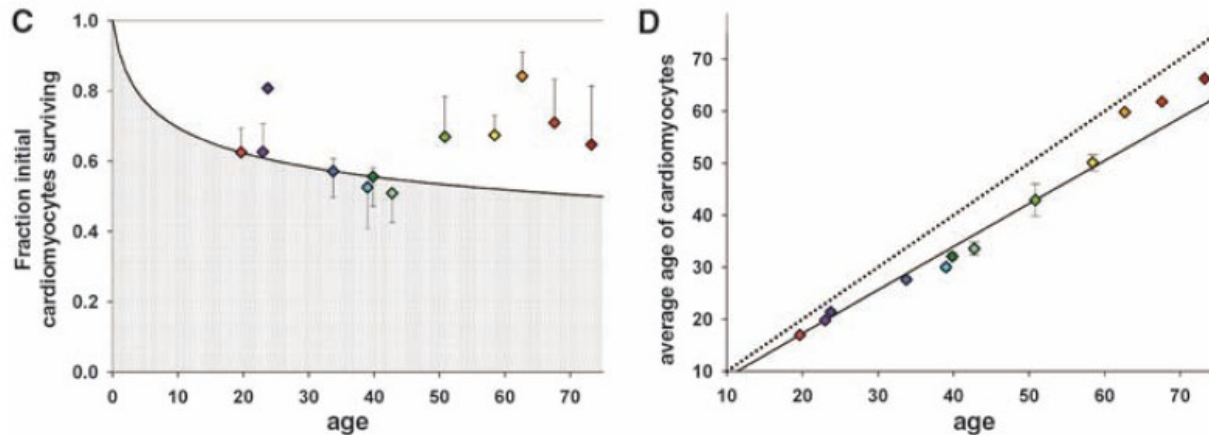 C
Fraction initial
cardiomyocytes surviving
1.0
0.8
0.6
0.4
0.2
0.0
0 10 20 30 40 50 60 70
age
D
average age of cardiomyocytes
70
60
50
40
30
20
10
10 20 30 40 50 60 70
age